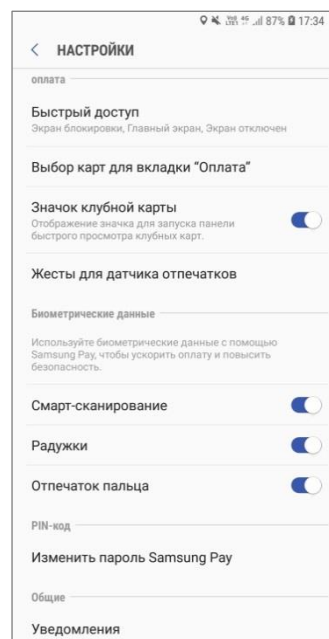 87% 17:34
< НАСТРОЙКИ
оплата
Быстрый доступ
Экран блокировки, Главный экран, Экран отключен
Выбор карт для вкладки "Оплата"
Значок клубной карты
Отображение значка для запуска панели
быстрого просмотра клубных карт.
Жесты для датчика отпечатков
Биометрические данные
Используйте биометрические данные с помощью
Samsung Pay, чтобы ускорить оплату и повысить
безопасность.
Смарт-сканирование
Радужки
Отпечаток пальца
PIN-код
Изменить пароль Samsung Pay
Общие
Уведомления